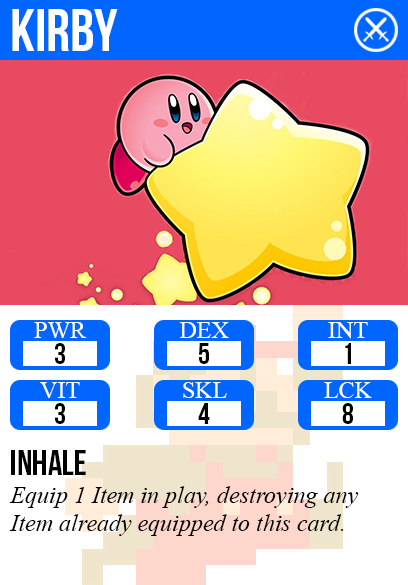 KIRBY
PWR DEX INT
3 5 1
VIT SKL LCK
3 4 8
INHALE
Equip 1 Item in play, destroying any
Item already equipped to this card.